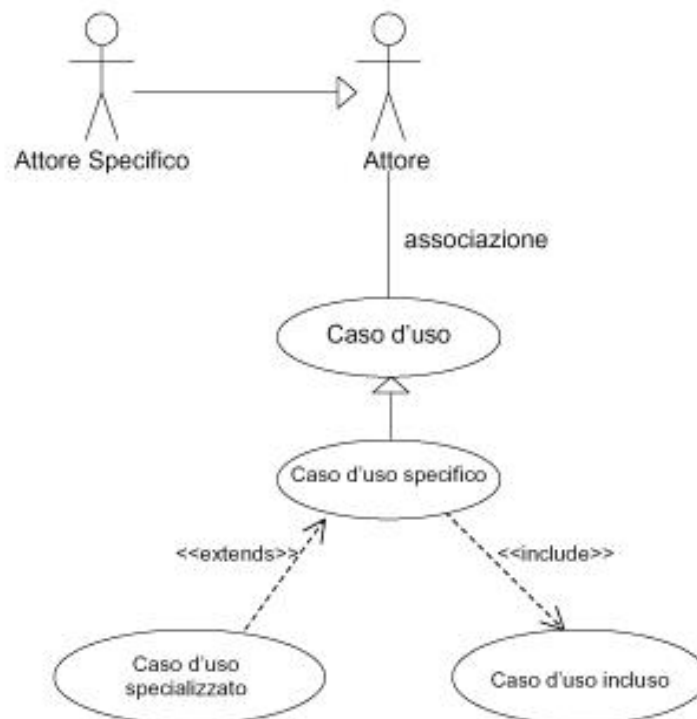 Attore Specifico
Attore
associazione
Caso d'uso
Caso d'uso specifico
<<extends>>
<<include>>
Caso d'uso
specializzato
Caso d'uso incluso